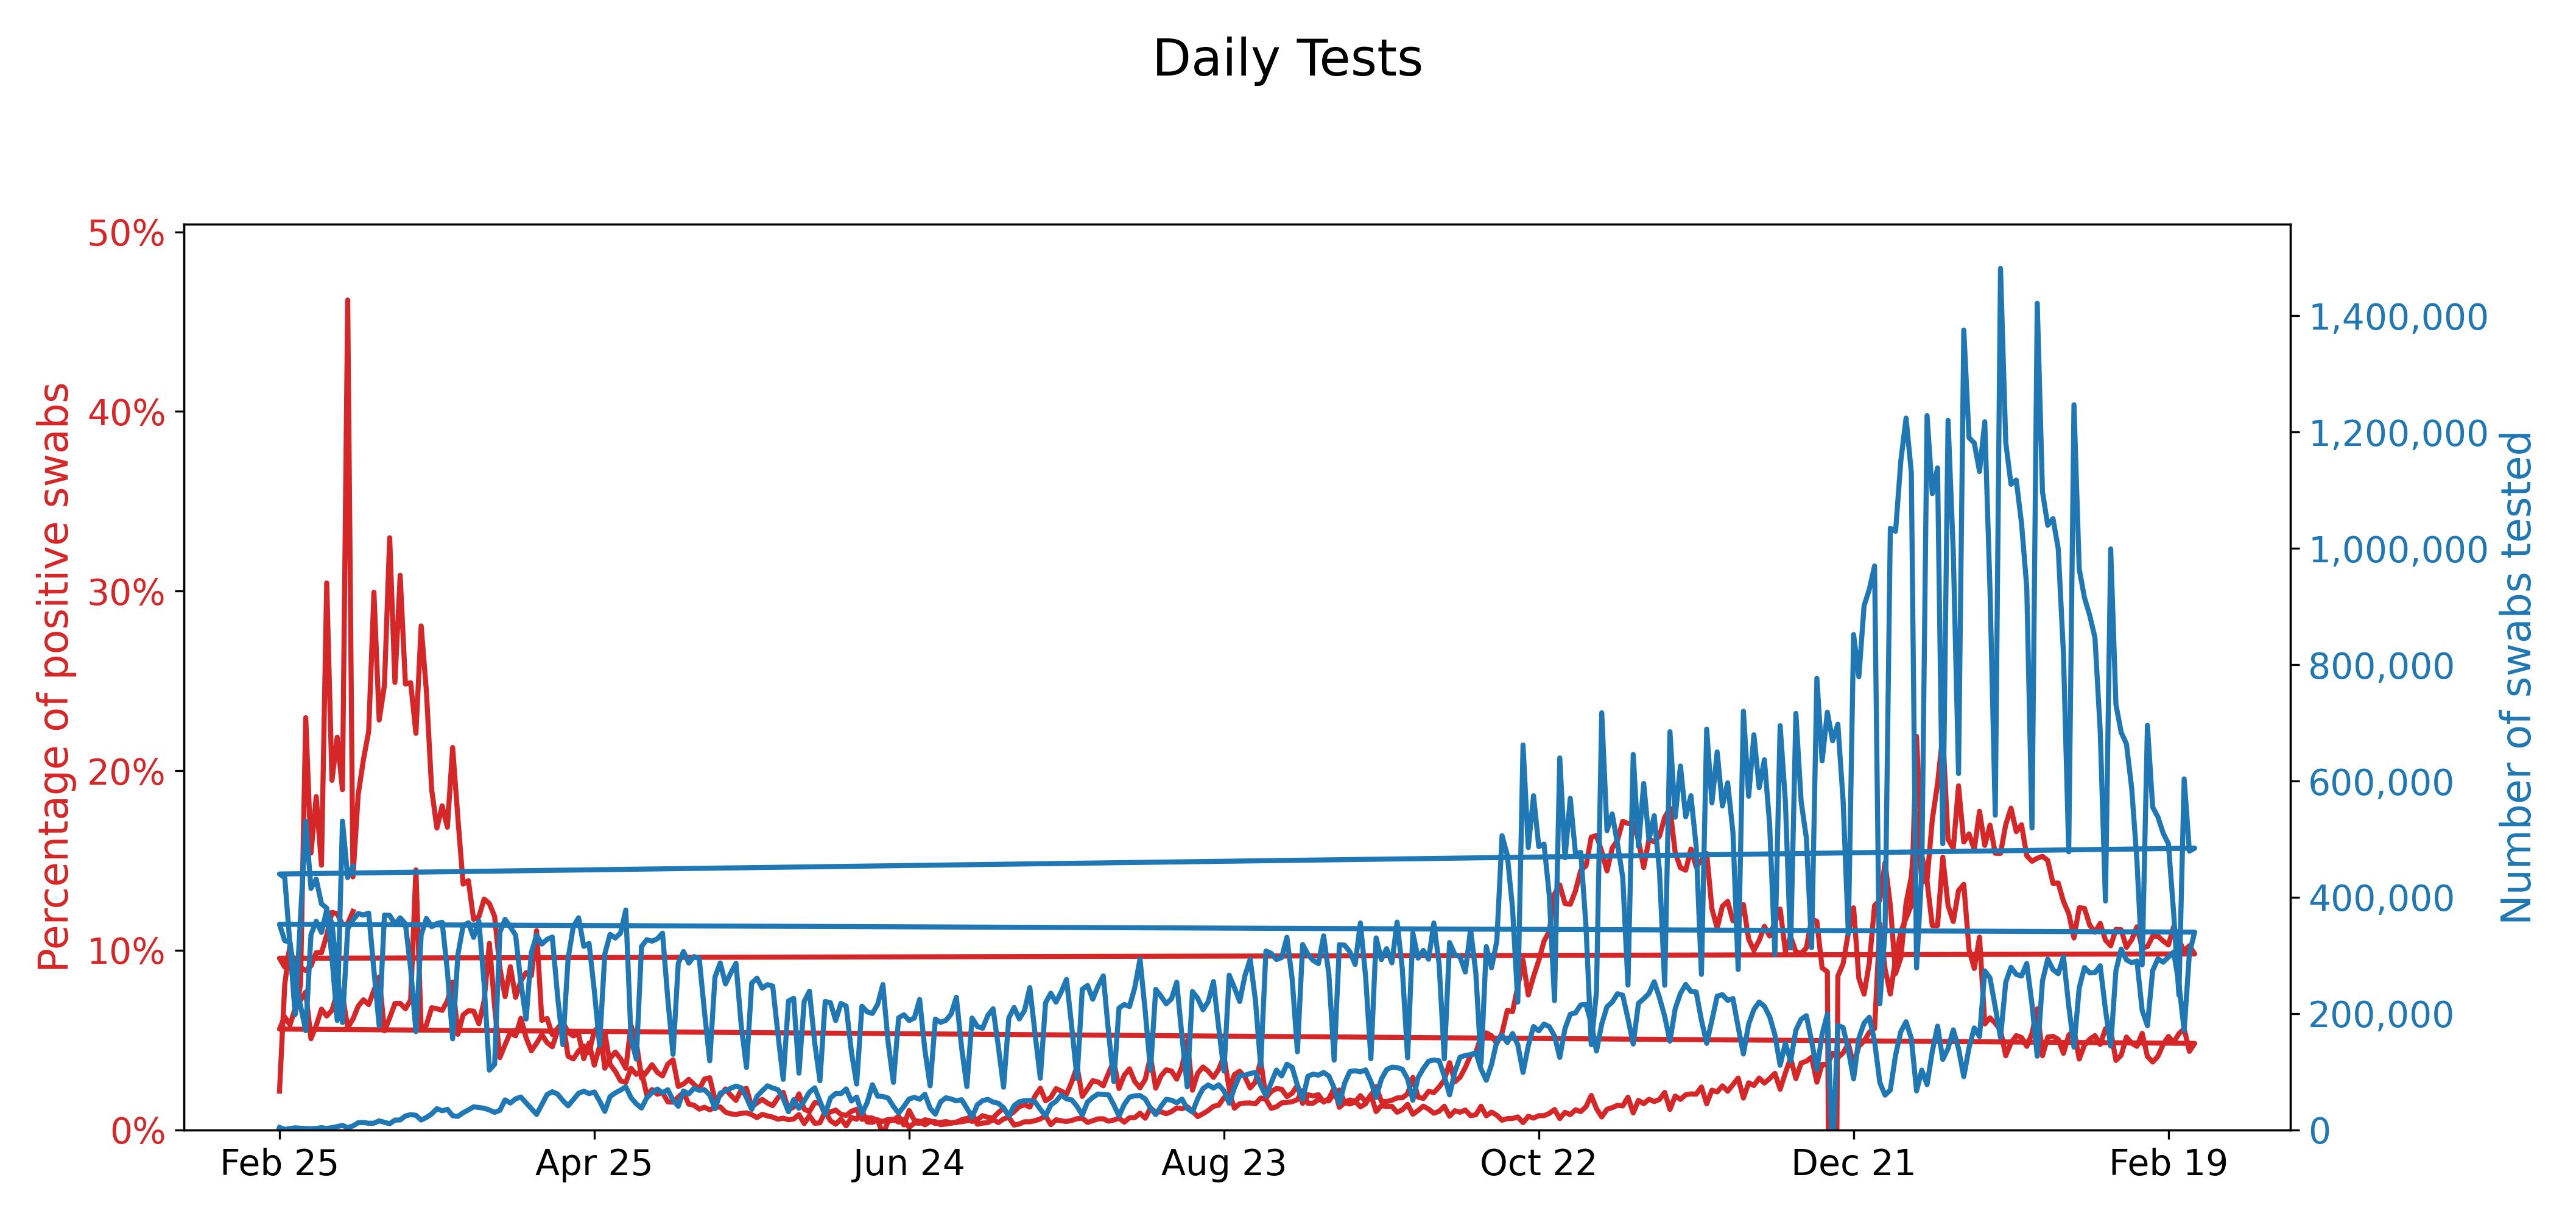 Daily Tests
Percentage of positive swabs
50%
40%
30%
20%
10%
0%
1,400,000
1,200,000
1,000,000
800,000
600,000
400,000
200,000
0
Number of swabs tested
Feb 25
Apr 25
Jun 24
Aug 23
Oct 22
Dec 21
Feb 19